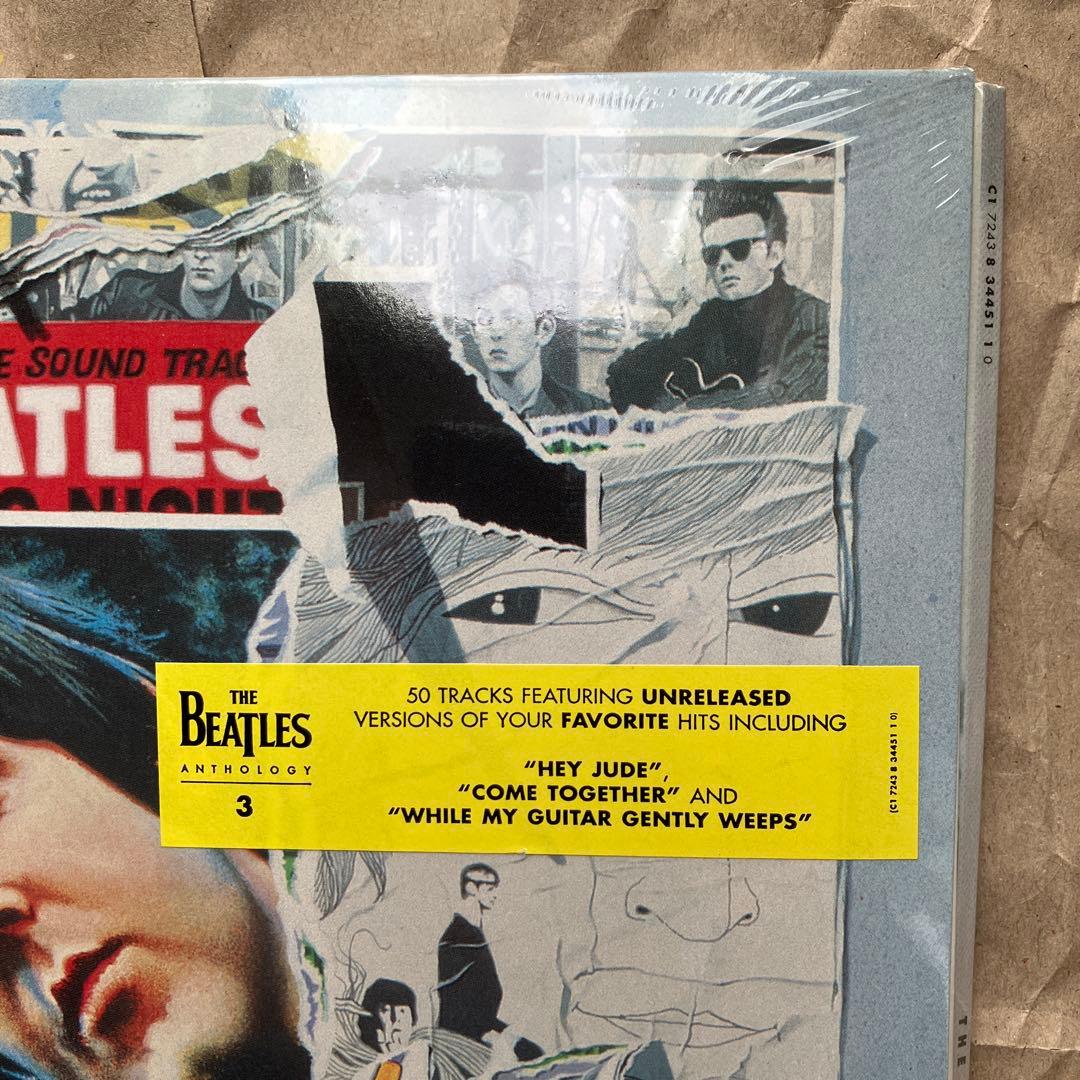 E SOUND TRAC
ATLES
NIGHT
C1 7243 8 34451 1 0
THE
BEATLES
ANTHOLOGY
3
50 TRACKS FEATURING UNRELEASED
VERSIONS OF YOUR FAVORITE HITS INCLUDING
"HEY JUDE",
"COME TOGETHER" AND
"WHILE MY GUITAR GENTLY WEEPS"
(C1 7243 8 34451 1 0)
THE